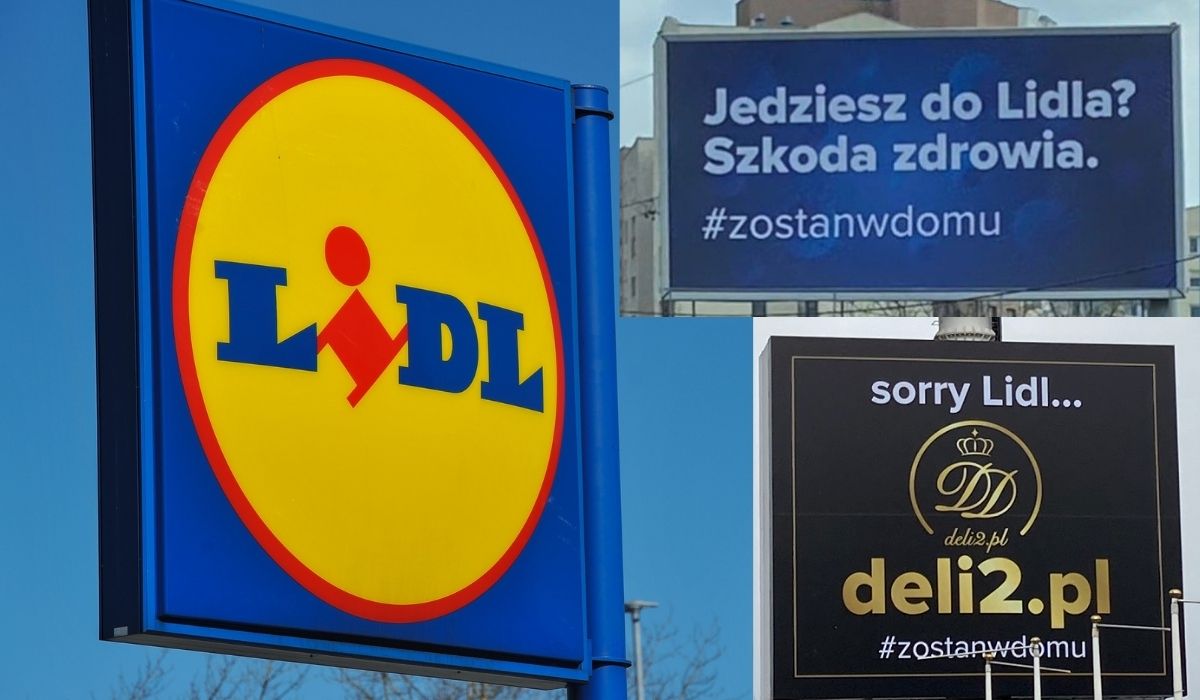 LIDL
Jedziesz do Lidla?
Szkoda zdrowia.
#zostanwdomu
sorry Lidl...
DD
deli2.pl
deli2.pl
#zostanwdomu